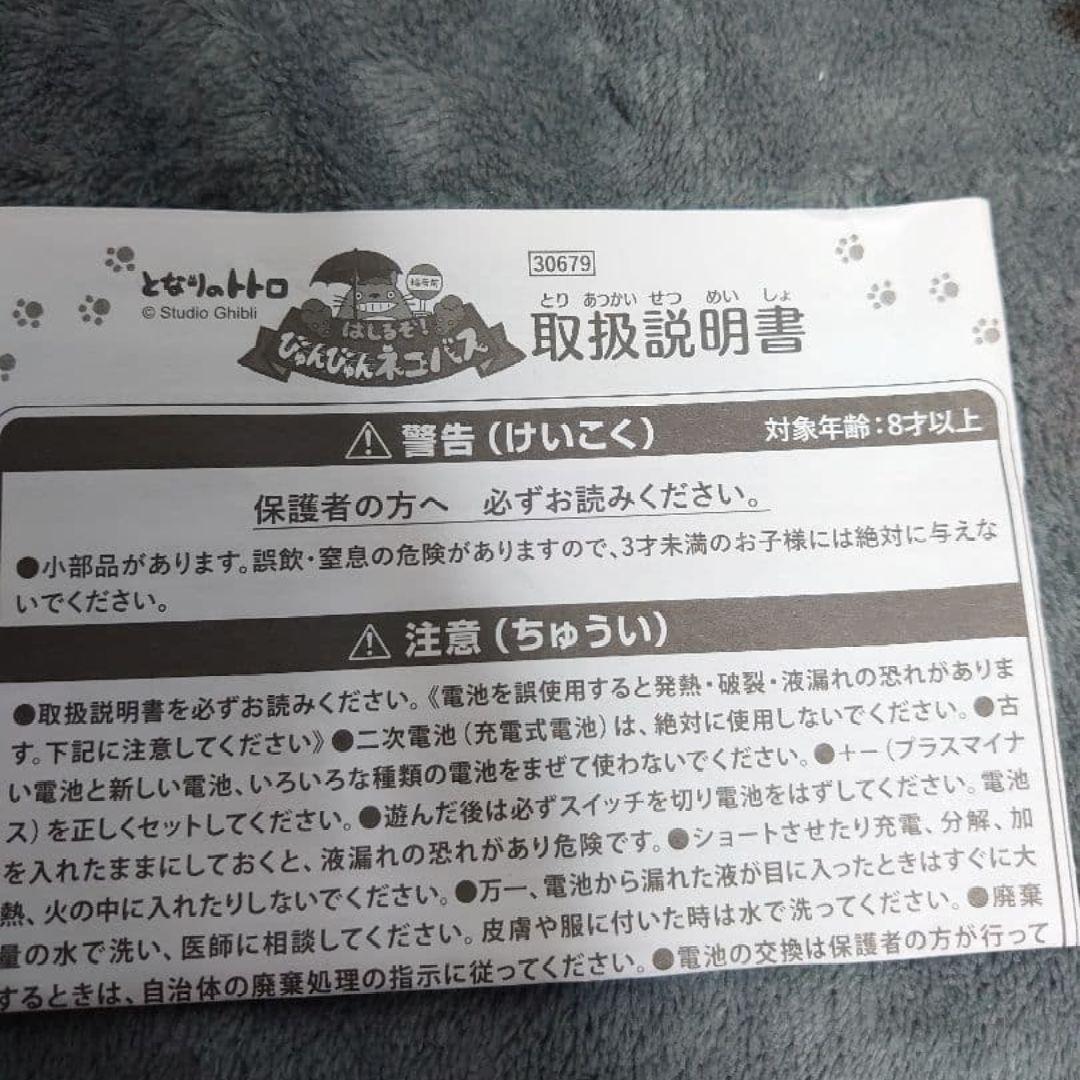 となりのトトロ
© Studio Ghibli
稲荷前
はしるぞ!
びゅんびゅんネコバス
30679
とり あつかい せつ めい しょ
取扱説明書
警告(けいこく)
対象年齢:8才以上
保護者の方へ 必ずお読みください。
●小部品があります。誤飲・窒息の危険がありますので、3才未満のお子様には絶対に与えな
いでください。
注意(ちゅうい)
●取扱説明書を必ずお読みください。《電池を誤使用すると発熱・破裂・液漏れの恐れがありま
す。下記に注意してください》●二次電池(充電式電池)は、絶対に使用しないでください。●古
い電池と新しい電池、いろいろな種類の電池をまぜて使わないでください。●+-(プラスマイナ
ス)を正しくセットしてください。●遊んだ後は必ずスイッチを切り電池をはずしてください。電池
を入れたままにしておくと、液漏れの恐れがあり危険です。●ショートさせたり充電、分解、加
熱、火の中に入れたりしないでください。●万一、電池から漏れた液が目に入ったときはすぐに大
量の水で洗い、医師に相談してください。皮膚や服に付いた時は水で洗ってください。●廃棄
するときは、自治体の廃棄処理の指示に従ってください。●電池の交換は保護者の方が行って